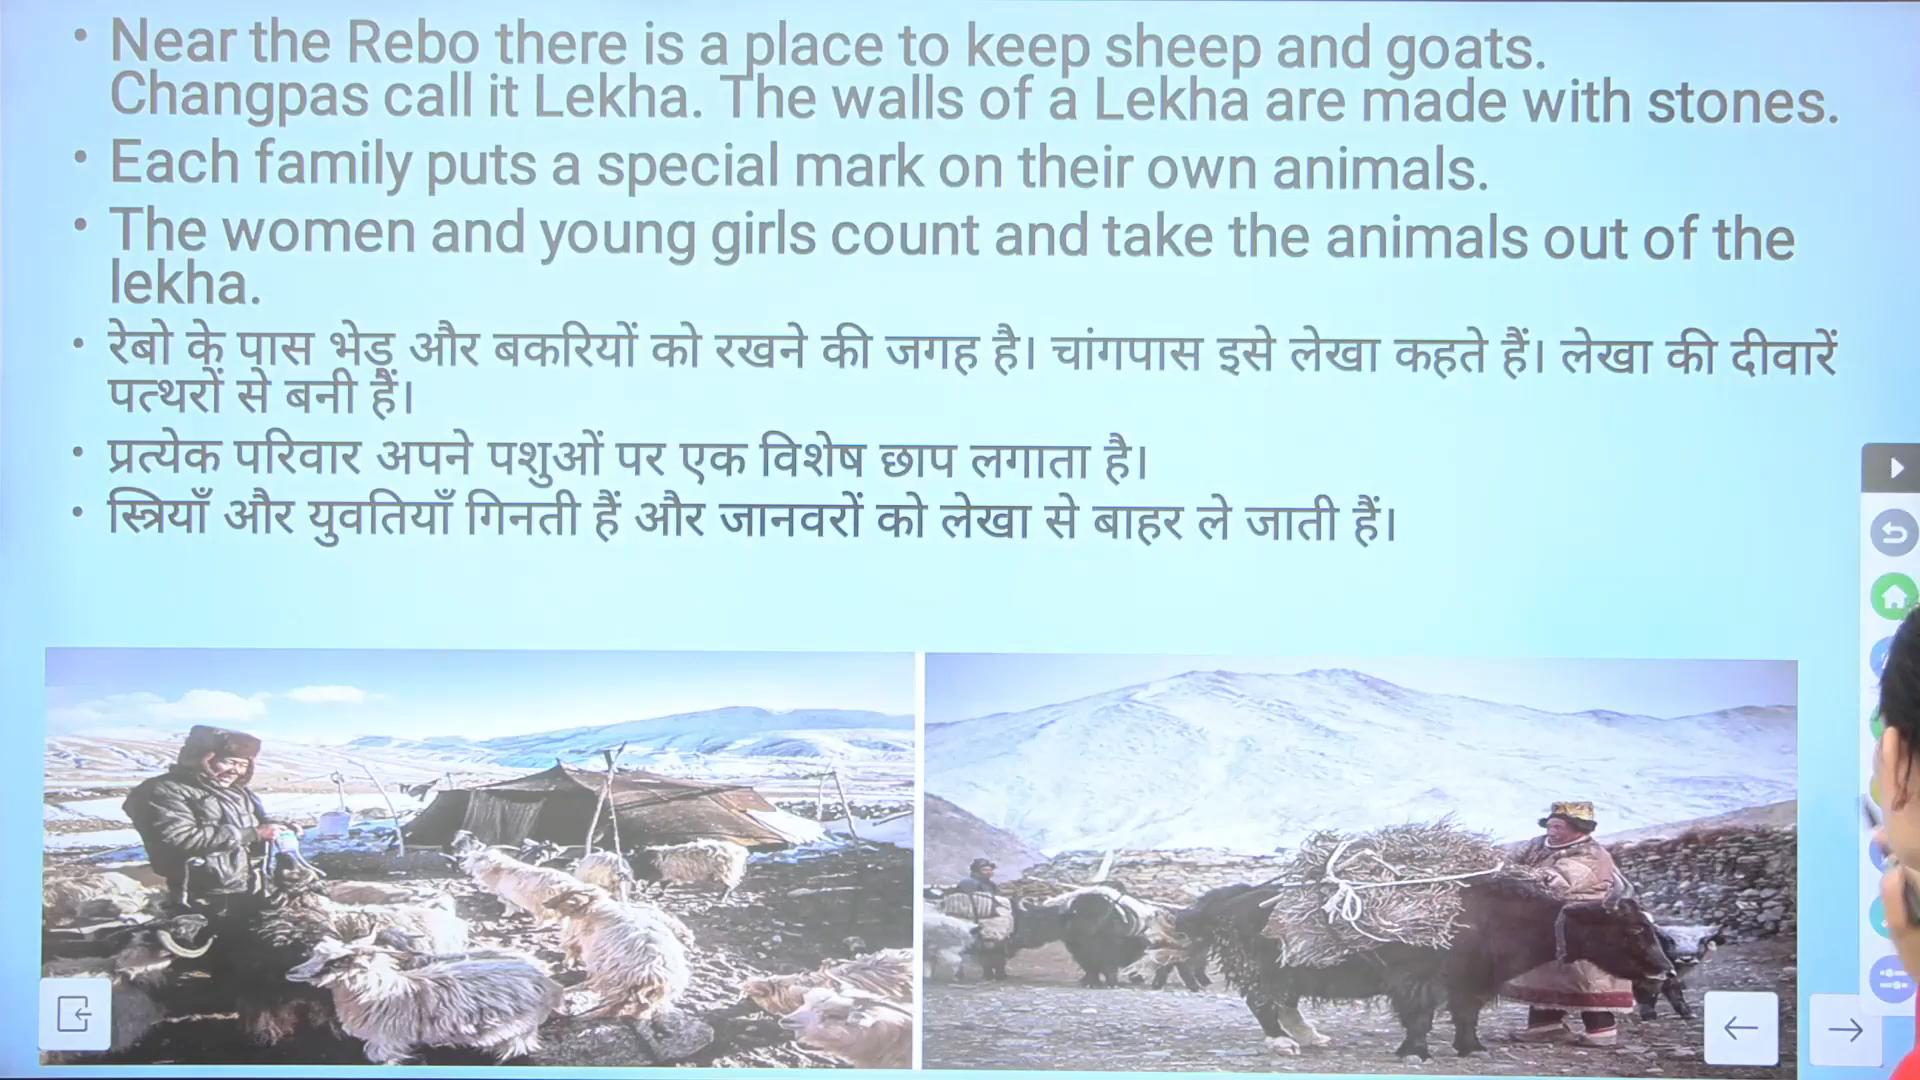 • Near the Rebo there is a place to keep sheep and goats.
Changpas call it Lekha. The walls of a Lekha are made with stones.
• Each family puts a special mark on their own animals.
• The women and young girls count and take the animals out of the
lekha.
• रेबो के पास भेड़ और बकरियों को रखने की जगह है। चांगपास इसे लेखा कहते हैं। लेखा की दीवारें
पत्थरों से बनी हैं।
• प्रत्येक परिवार अपने पशुओं पर एक विशेष छाप लगाता है।
• स्त्रियाँ और युवतियाँ गिनती हैं और जानवरों को लेखा से बाहर ले जाती हैं।